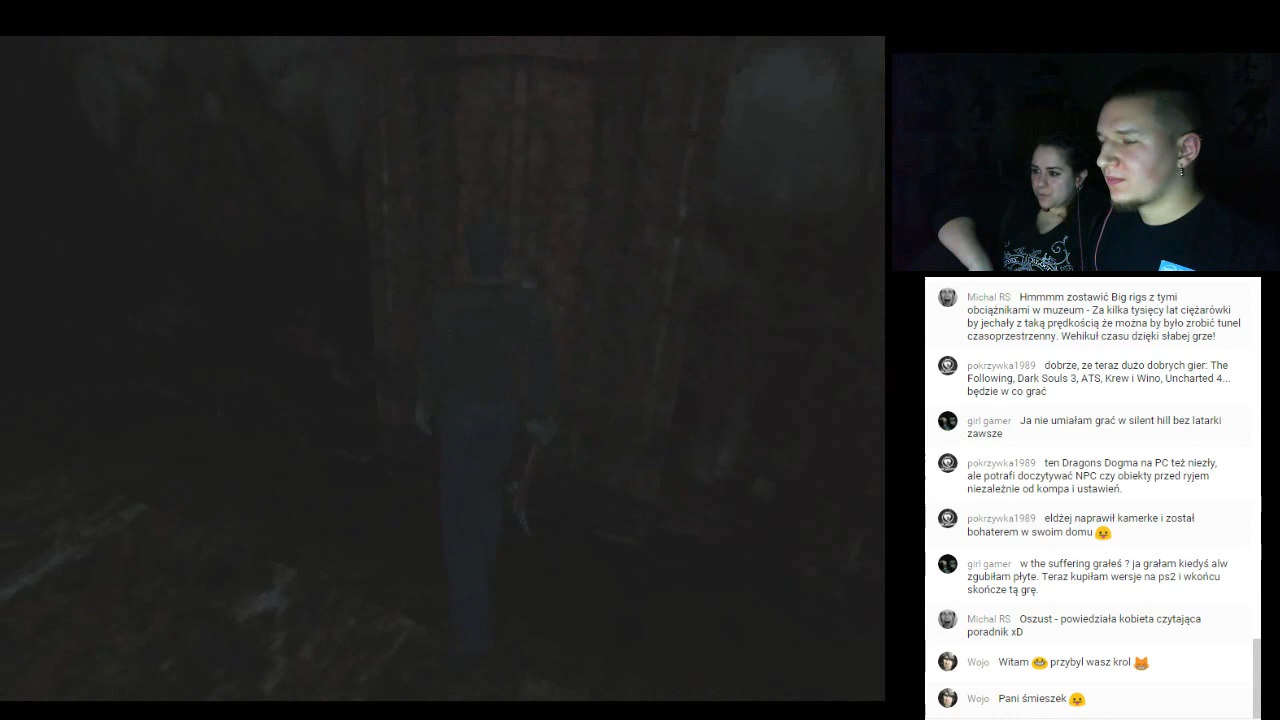 Michal RS Hmmmm zostawić Big rigs z tymi
obciążnikami w muzeum - Za kilka tysięcy lat ciężarówki
by jechały z taką prędkością że można by było zrobić tunel
czasoprzestrzenny. Wehikuł czasu dzięki słabej grze!
pokrzywka1989 dobrze, ze teraz dużo dobrych gier: The
Following, Dark Souls 3, ATS, Krew i Wino, Uncharted 4...
będzie w co grać
girl gamer Ja nie umiałam grać w silent hill bez latarki
zawsze
pokrzywka1989 ten Dragons Dogma na PC też niezły,
ale potrafi doczytywać NPC czy obiekty przed ryjem
niezależnie od kompa i ustawień.
pokrzywka1989 eldżej naprawił kamerke i został
bohaterem w swoim domu
girl gamer w the suffering grałeś ? ja grałam kiedyś alw
zgubiłam płyte. Teraz kupiłam wersje na ps2 i wkońcu
skończe tą grę.
Michal RS Oszust - powiedziała kobieta czytająca
poradnik xD
Wojo Witam 😂 przybyl wasz krol 😸
Wojo Pani śmieszek